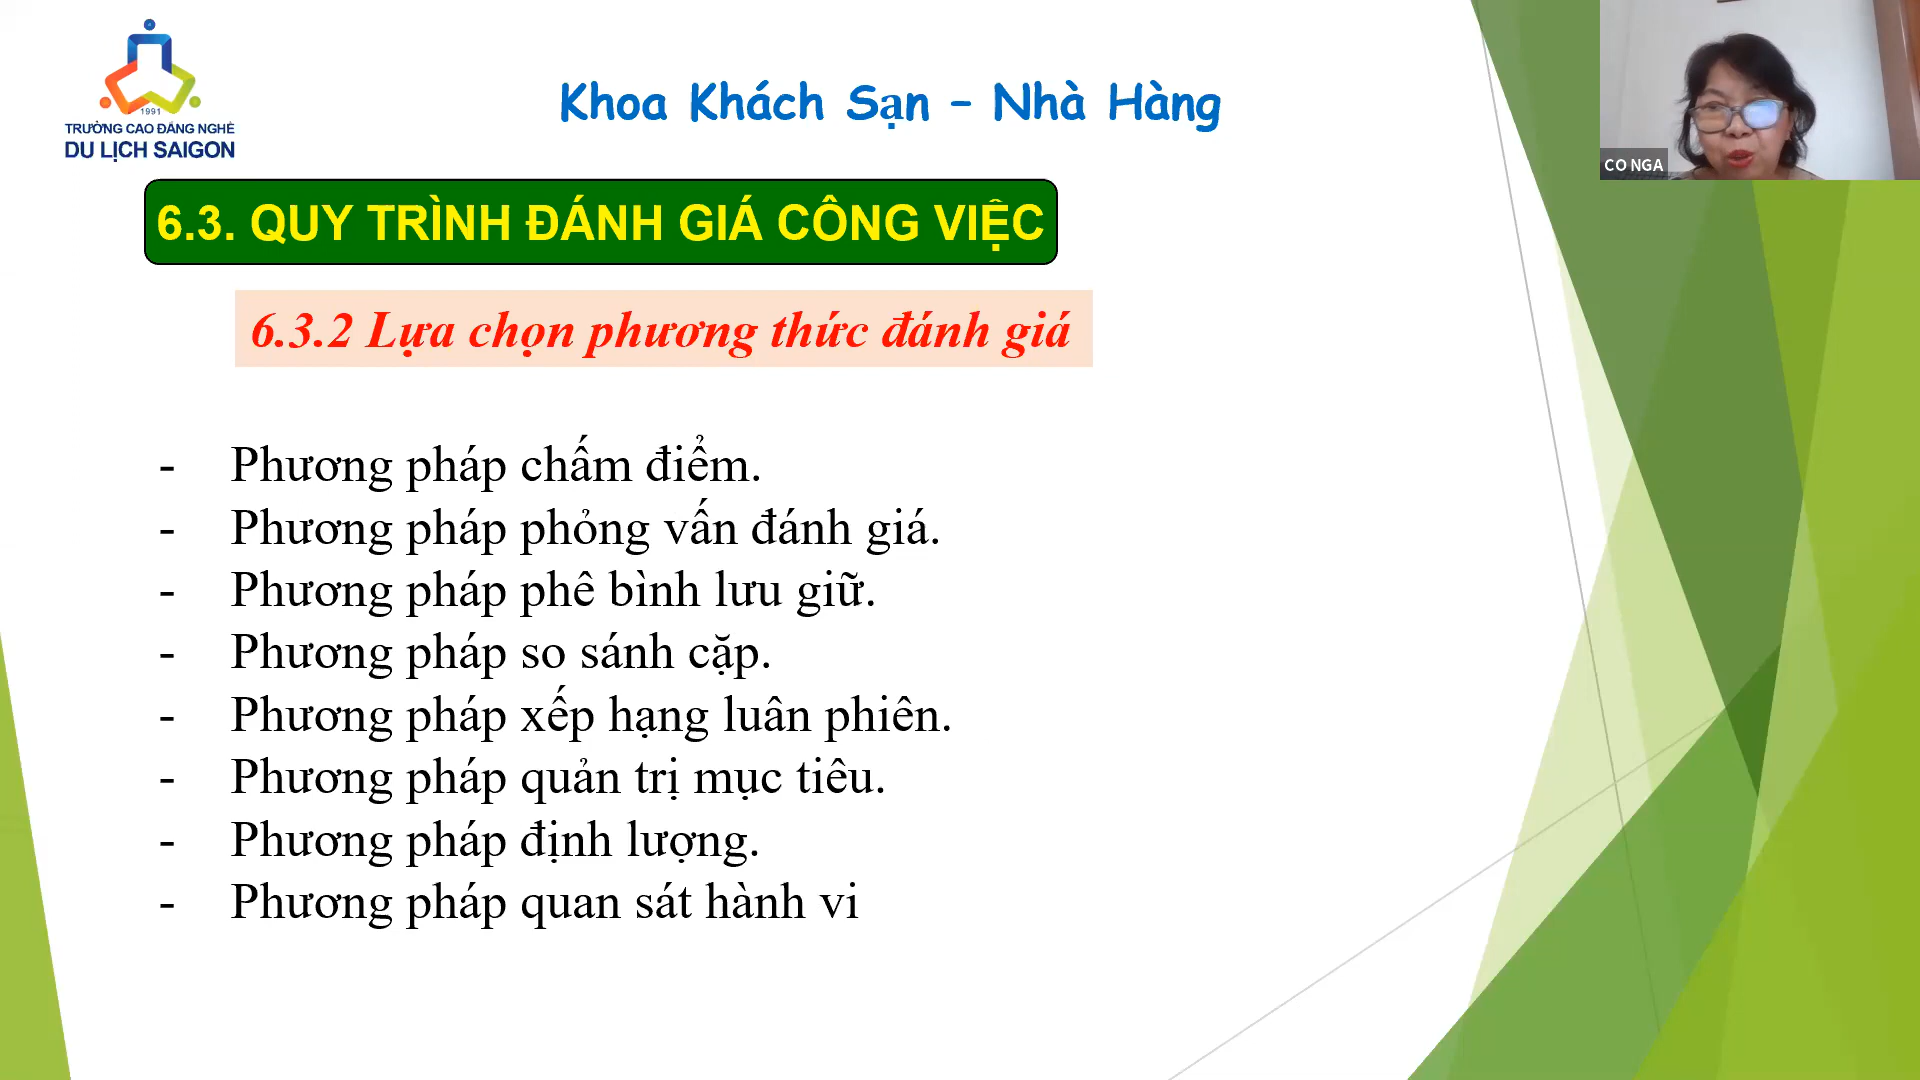 1991
TRƯỜNG CAO ĐẲNG NGHỀ
DU LỊCH SAIGON
Khoa Khách Sạn – Nhà Hàng
CO NGA
6.3. QUY TRÌNH ĐÁNH GIÁ CÔNG VIỆC
6.3.2 Lựa chọn phương thức đánh giá
- Phương pháp chấm điểm.
- Phương pháp phỏng vấn đánh giá.
- Phương pháp phê bình lưu giữ.
- Phương pháp so sánh cặp.
- Phương pháp xếp hạng luân phiên.
- Phương pháp quản trị mục tiêu.
- Phương pháp định lượng.
- Phương pháp quan sát hành vi